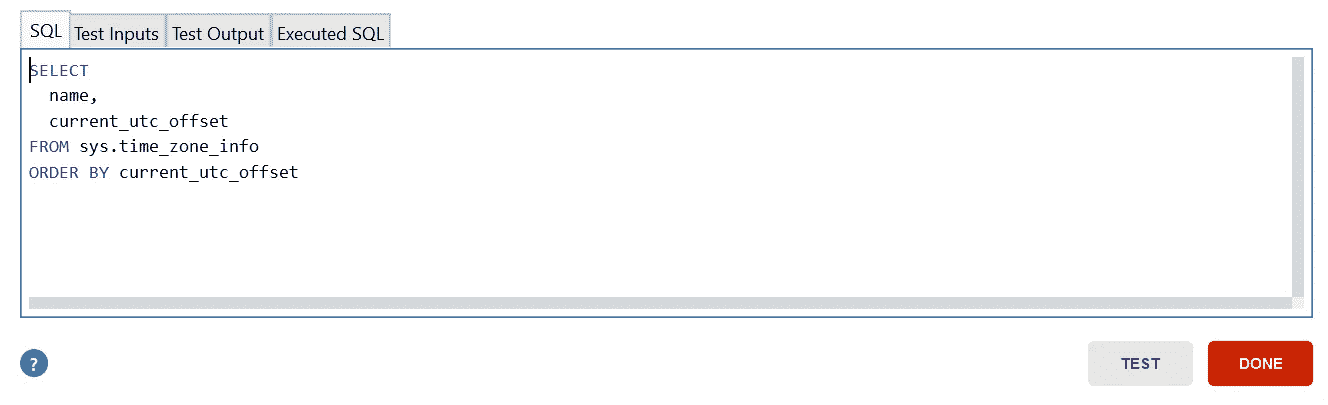 SQL Test Inputs Test Output Executed SQL
SELECT
  name,
  current_utc_offset
FROM sys.time_zone_info
ORDER BY current_utc_offset
? TEST DONE